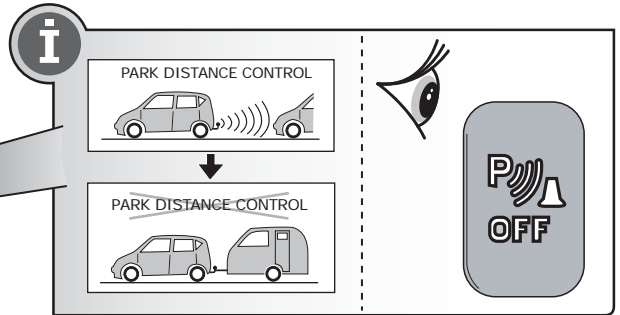 i
PARK DISTANCE CONTROL
PARK DISTANCE CONTROL
P
OFF